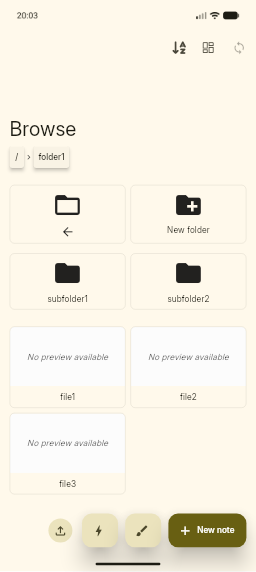 20:03
Browse
/ › folder1
New folder
subfolder1 subfolder2
No preview available No preview available
file1 file2
No preview available
file3
New note